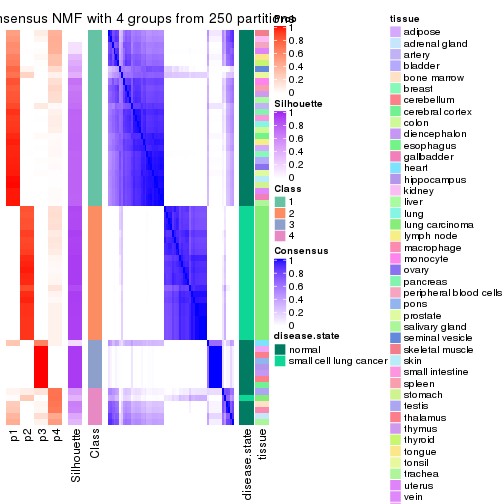 nsensus NMF with 4 groups from 250 partitions
p1
p2
p3
p4
Silhouette
Class
disease.state
tissue
Prop
1
0.8
0.6
0.4
0.2
0
Silhouette
1
0.8
0.6
0.4
0.2
0
Class
1
2
3
4
Consensus
1
0.8
0.6
0.4
0.2
0
disease.state
normal
small cell lung cancer
tissue
adipose
adrenal gland
artery
bladder
bone marrow
breast
cerebellum
cerebral cortex
colon
diencephalon
esophagus
gallbadder
heart
hippocampus
kidney
liver
lung
lung carcinoma
lymph node
macrophage
monocyte
ovary
pancreas
peripheral blood cells
pons
prostate
salivary gland
seminal vesicle
skeletal muscle
skin
small intestine
spleen
stomach
testis
thalamus
thymus
thyroid
tongue
tonsil
trachea
uterus
vein